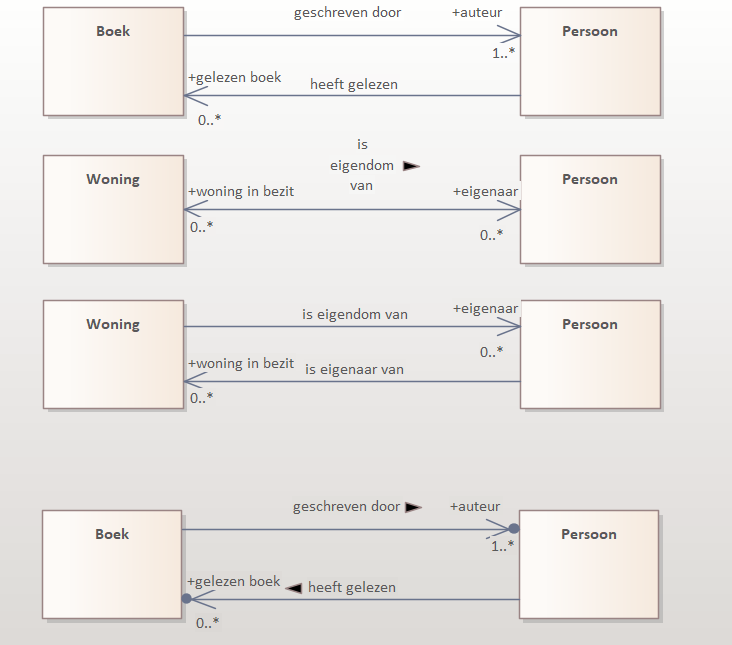 geschreven door
+auteur
Boek
Persoon
1..*
+gelezen boek
heeft gelezen
0..*
is
eigendom
van
Woning
Persoon
+woning in bezit
+eigenaar
0..*
0..*
is eigendom van
+eigenaar
Woning
Persoon
0..*
+woning in bezit
is eigenaar van
0..*
geschreven door
+auteur
Boek
Persoon
1..*
+gelezen boek
heeft gelezen
0..*